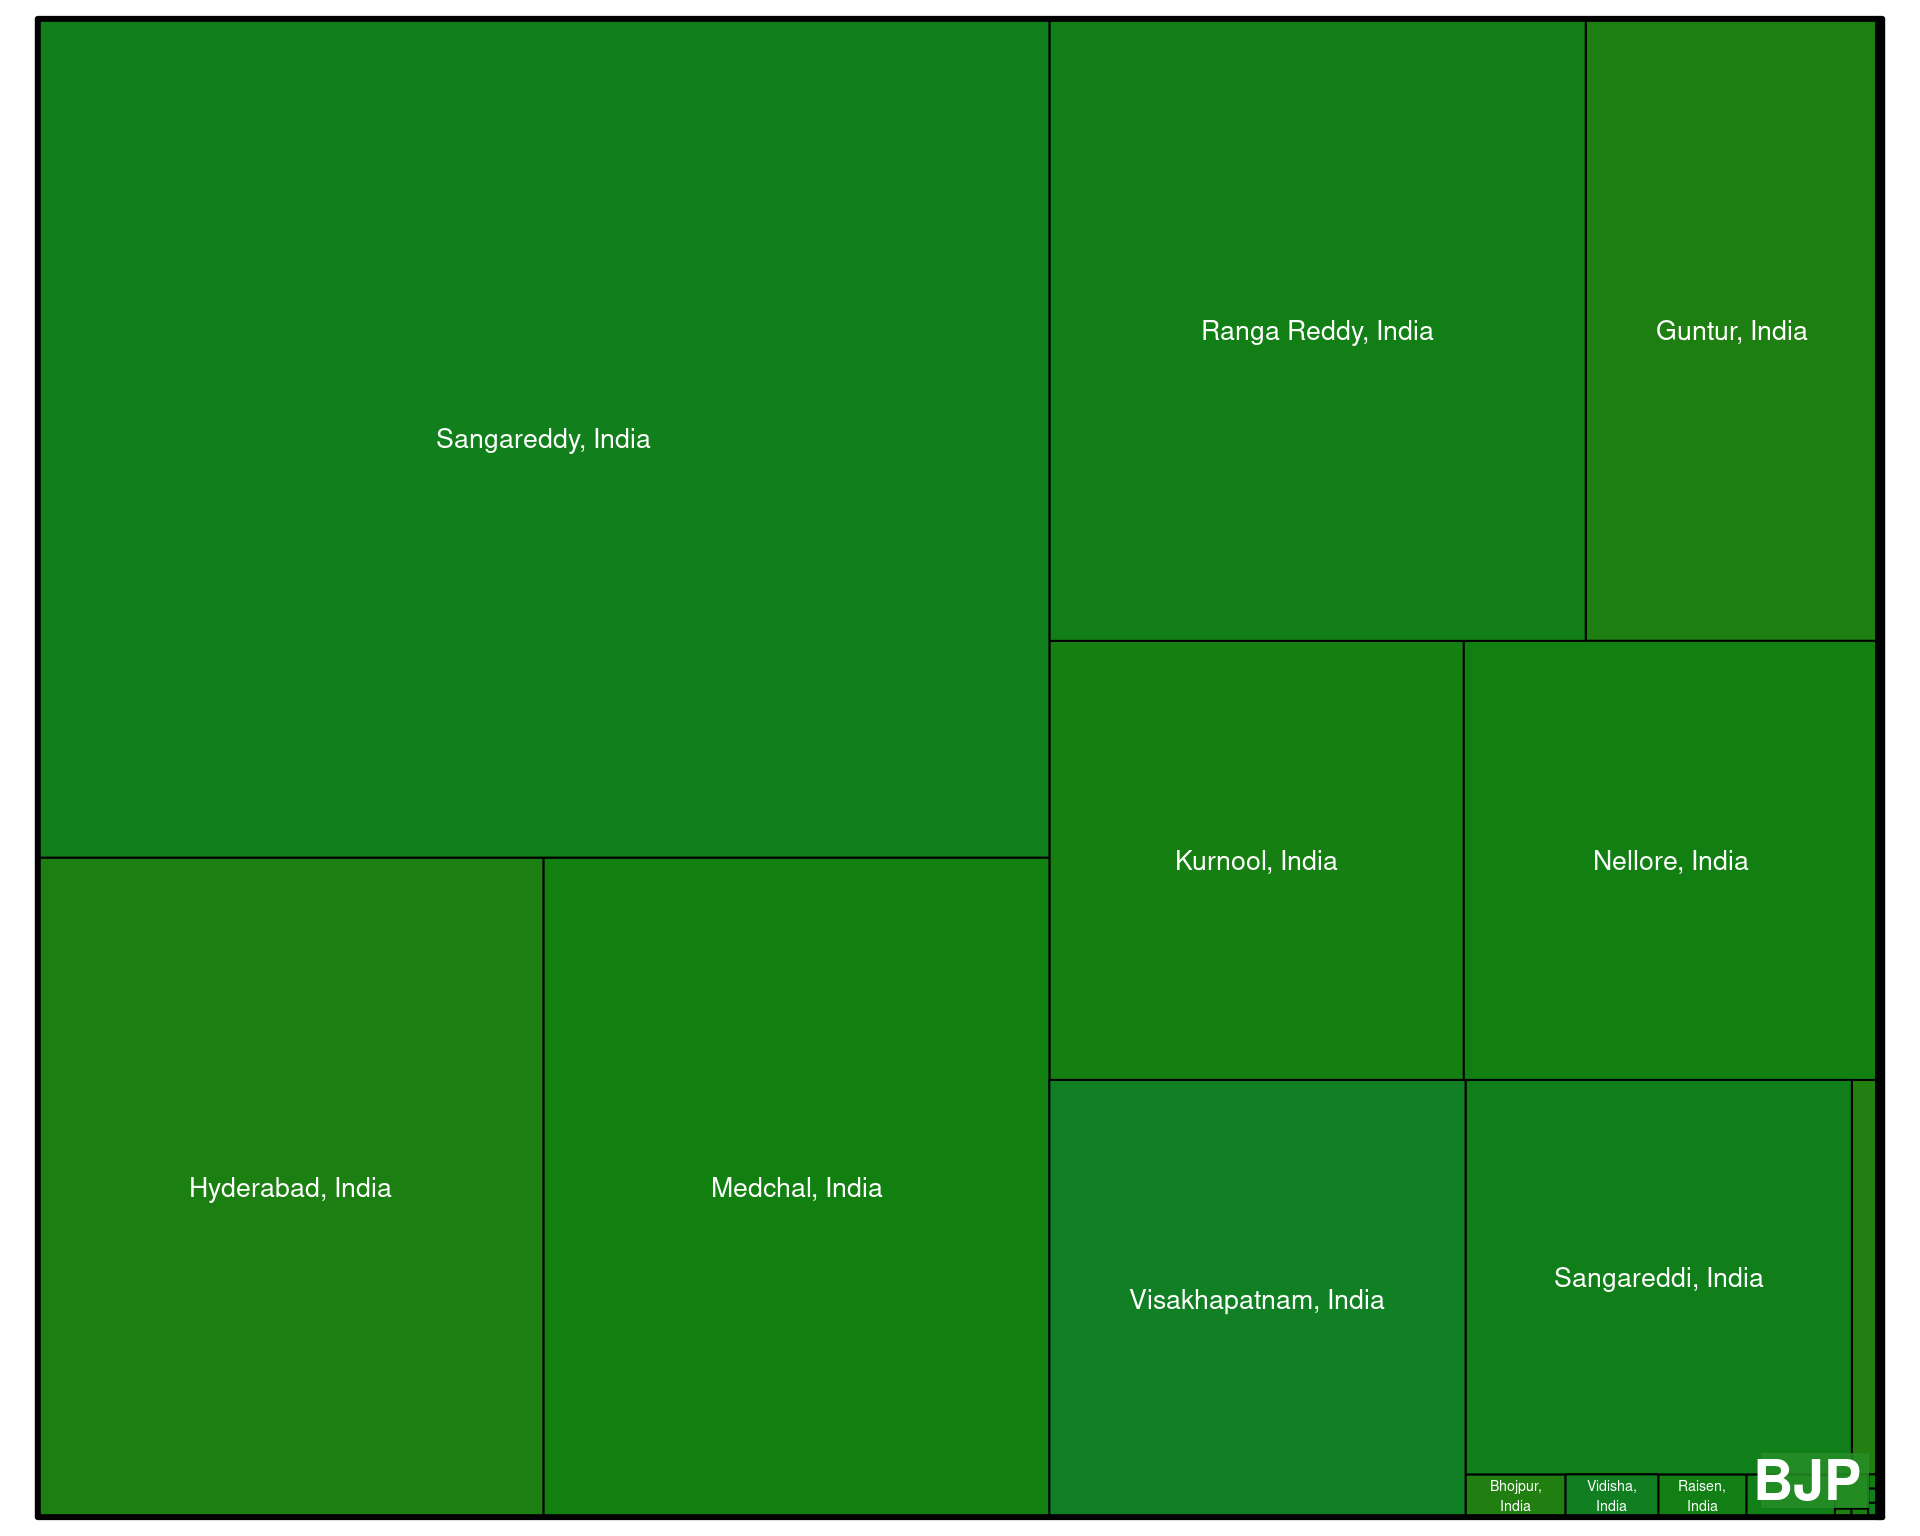 Sangareddy, India
Ranga Reddy, India
Guntur, India
Kurnool, India
Nellore, India
Hyderabad, India
Medchal, India
Visakhapatnam, India
Sangareddi, India
Bhojpur,
India
Vidisha,
India
Raisen,
India
BJP